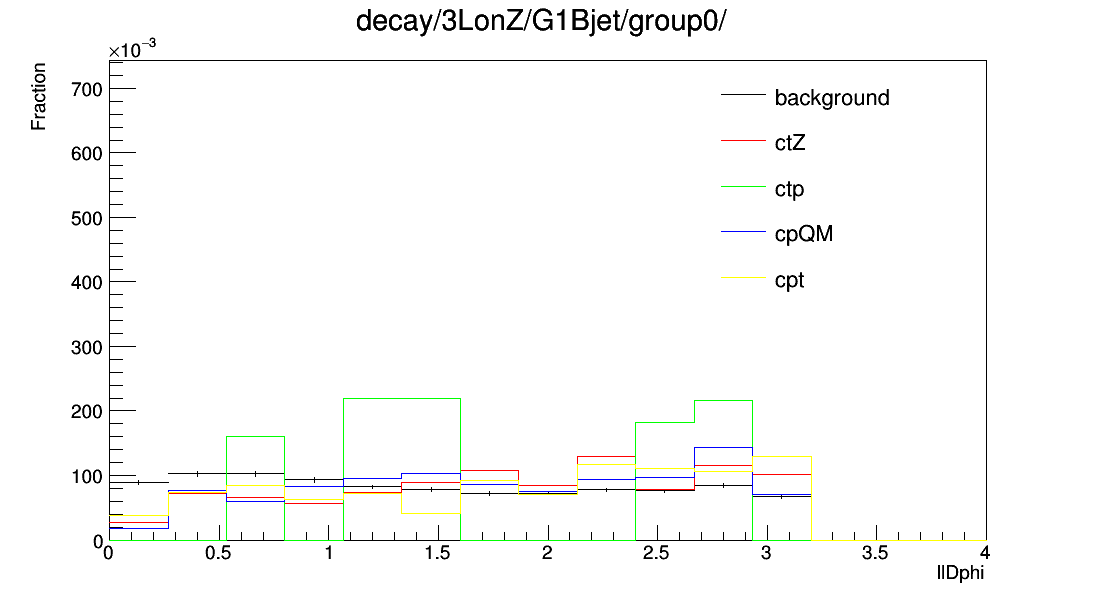 decay/3LonZ/G1Bjet/group0/
×10⁻³
Fraction
700
600
500
400
300
200
100
0
background
ctZ
ctp
cpQM
cpt
0 0.5 1 1.5 2 2.5 3 3.5 4
llDphi